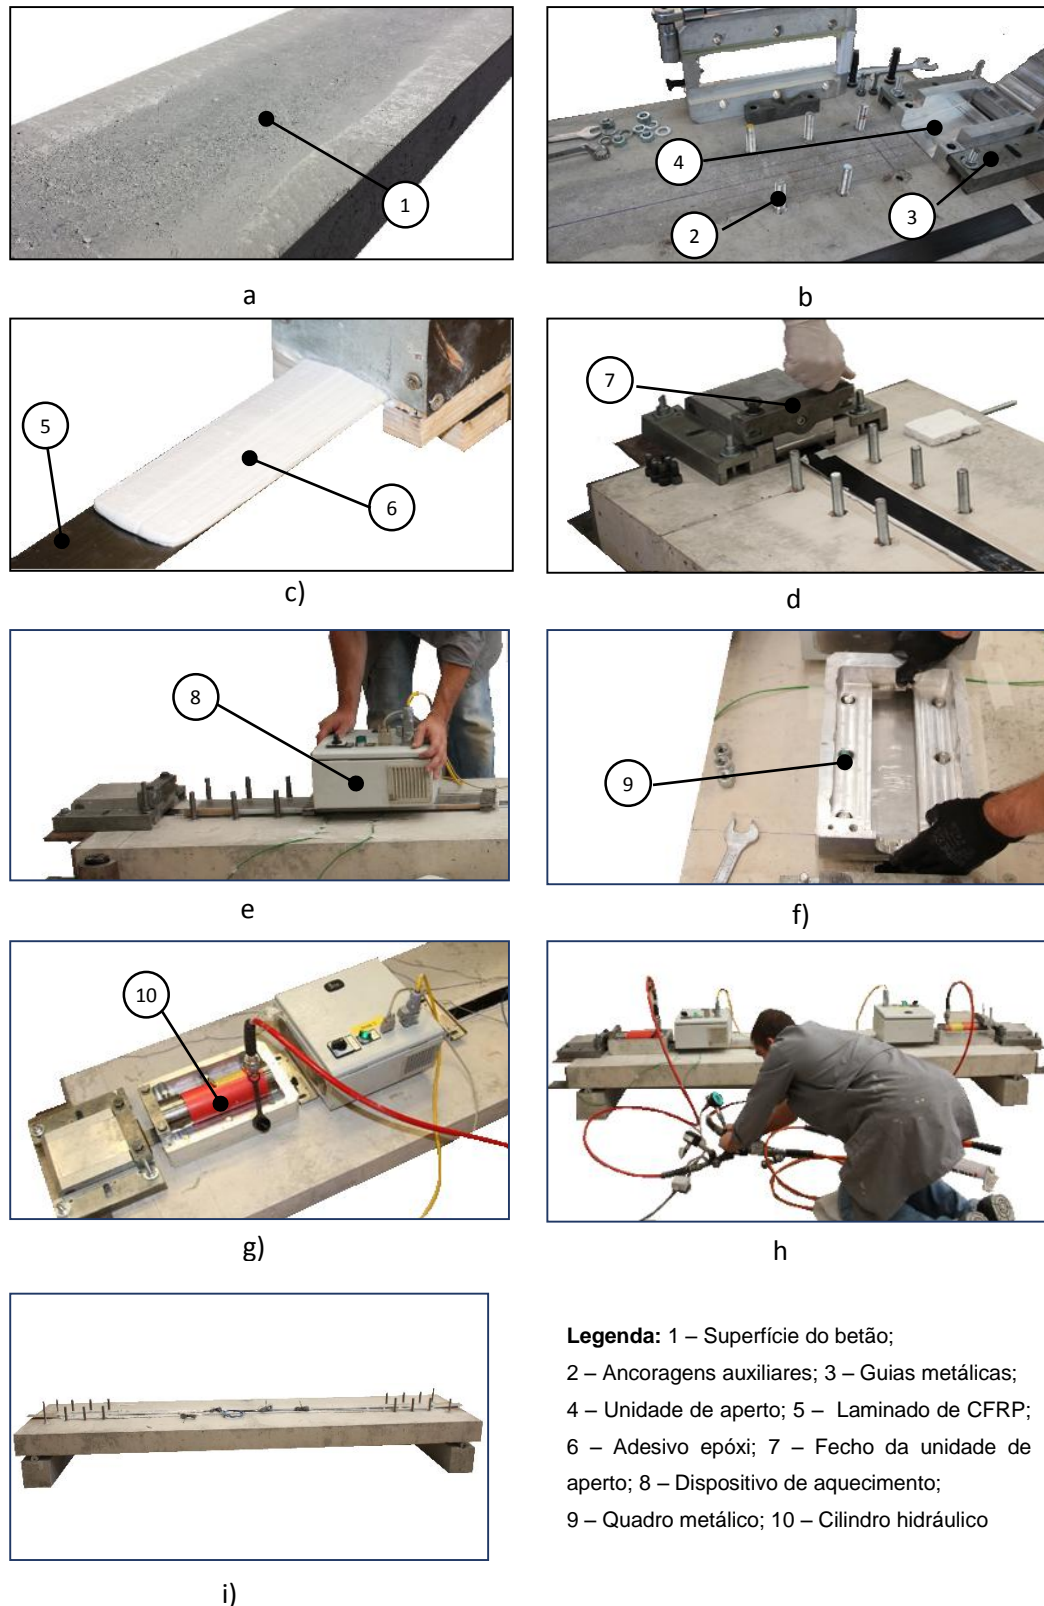 1
a
4
2
3
b
5
6
c)
7
d
8
e
9
f)
10
g)
h
i)
Legenda: 1 – Superfície do betão;
2 – Ancoragens auxiliares; 3 – Guias metálicas;
4 – Unidade de aperto; 5 – Laminado de CFRP;
6 – Adesivo epóxi; 7 – Fecho da unidade de
aperto; 8 – Dispositivo de aquecimento;
9 – Quadro metálico; 10 – Cilindro hidráulico